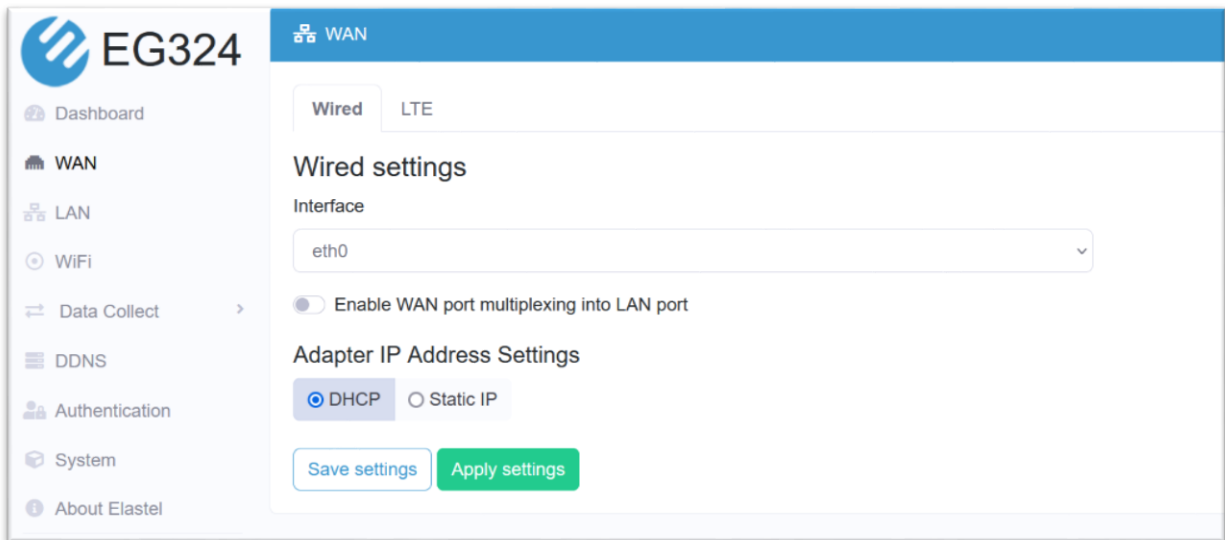 EG324
Dashboard
WAN
LAN
WiFi
Data Collect
DDNS
Authentication
System
About Elastel
WAN
Wired LTE
Wired settings
Interface
eth0
Enable WAN port multiplexing into LAN port
Adapter IP Address Settings
DHCP Static IP
Save settings Apply settings